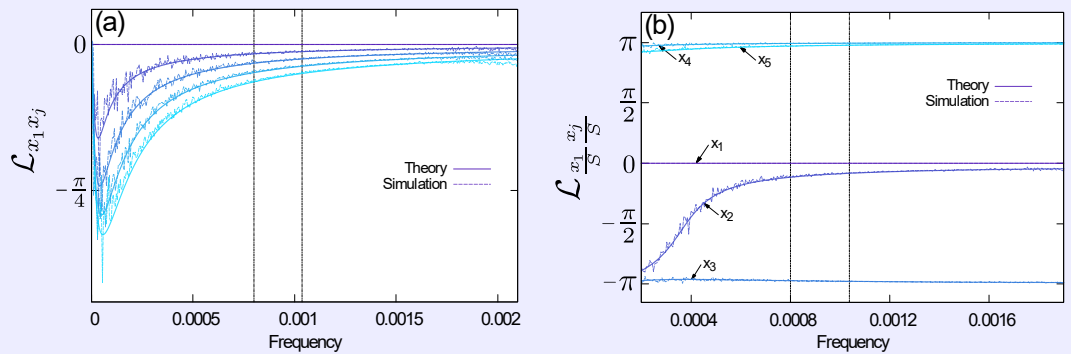 (a)
0
−π/4
ℒ x₁ xⱼ
Theory
Simulation
0 0.0005 0.001 0.0015 0.002
Frequency
(b)
π
π/2
0
−π/2
−π
ℒ x₁/S xⱼ/S
x₄
x₅
Theory
Simulation
x₁
x₂
x₃
0.0004 0.0008 0.0012 0.0016
Frequency